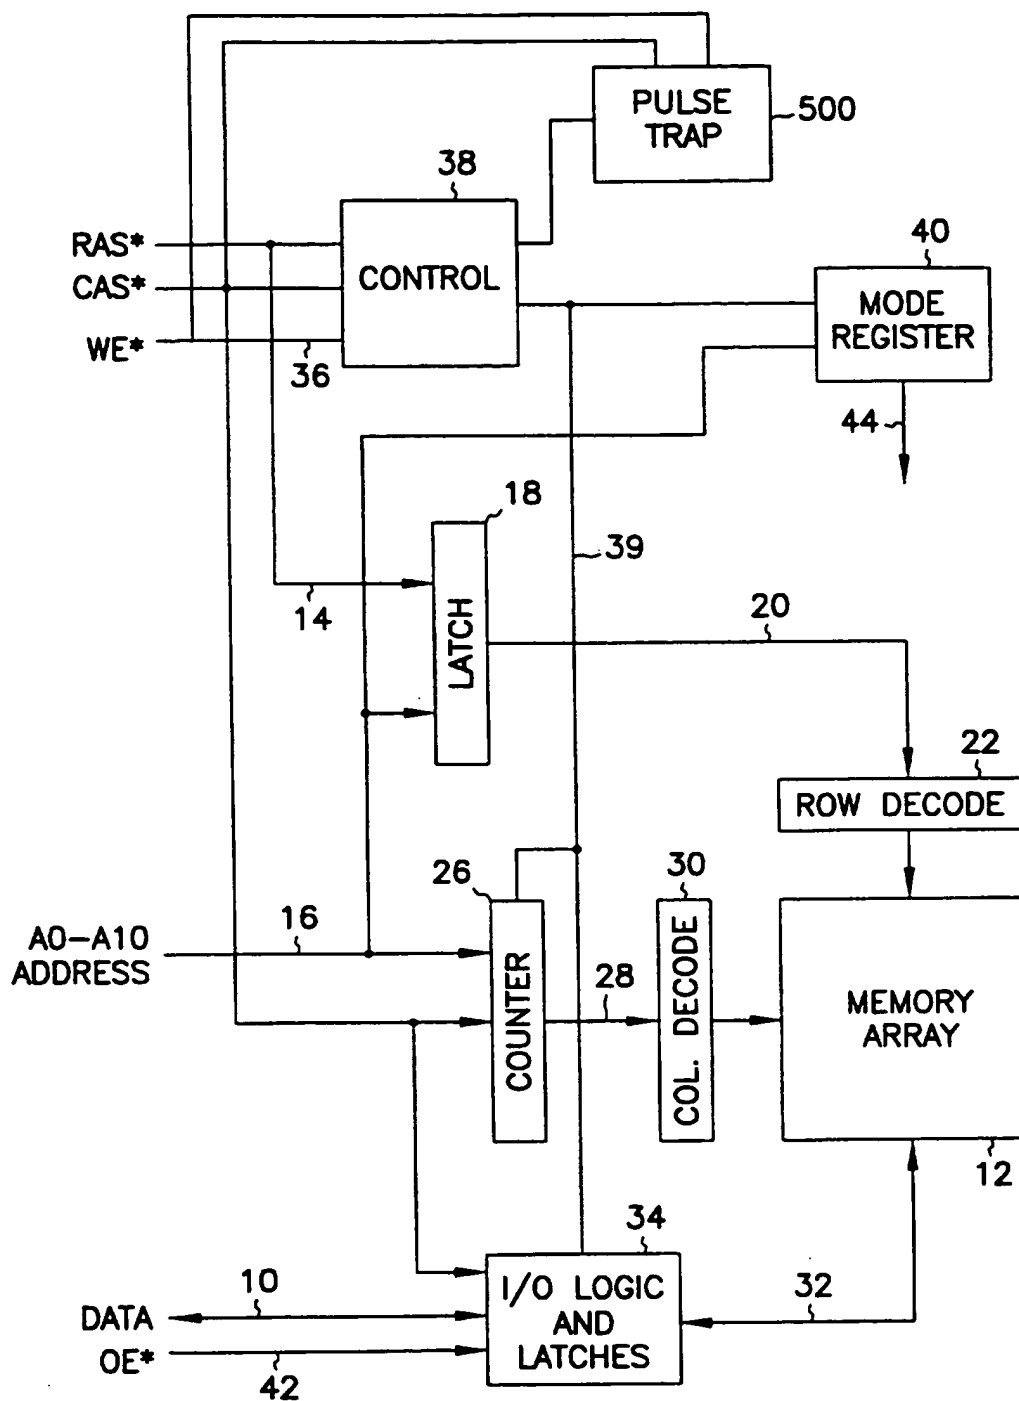 PULSE
TRAP
500
38
RAS*
CAS*
WE*
CONTROL
36
40
MODE
REGISTER
44
18
39
14
LATCH
20
22
ROW DECODE
26
30
16
A0-A10
ADDRESS
COUNTER
28
COL. DECODE
MEMORY
ARRAY
12
34
I/O LOGIC
AND
LATCHES
32
10
DATA
OE*
42